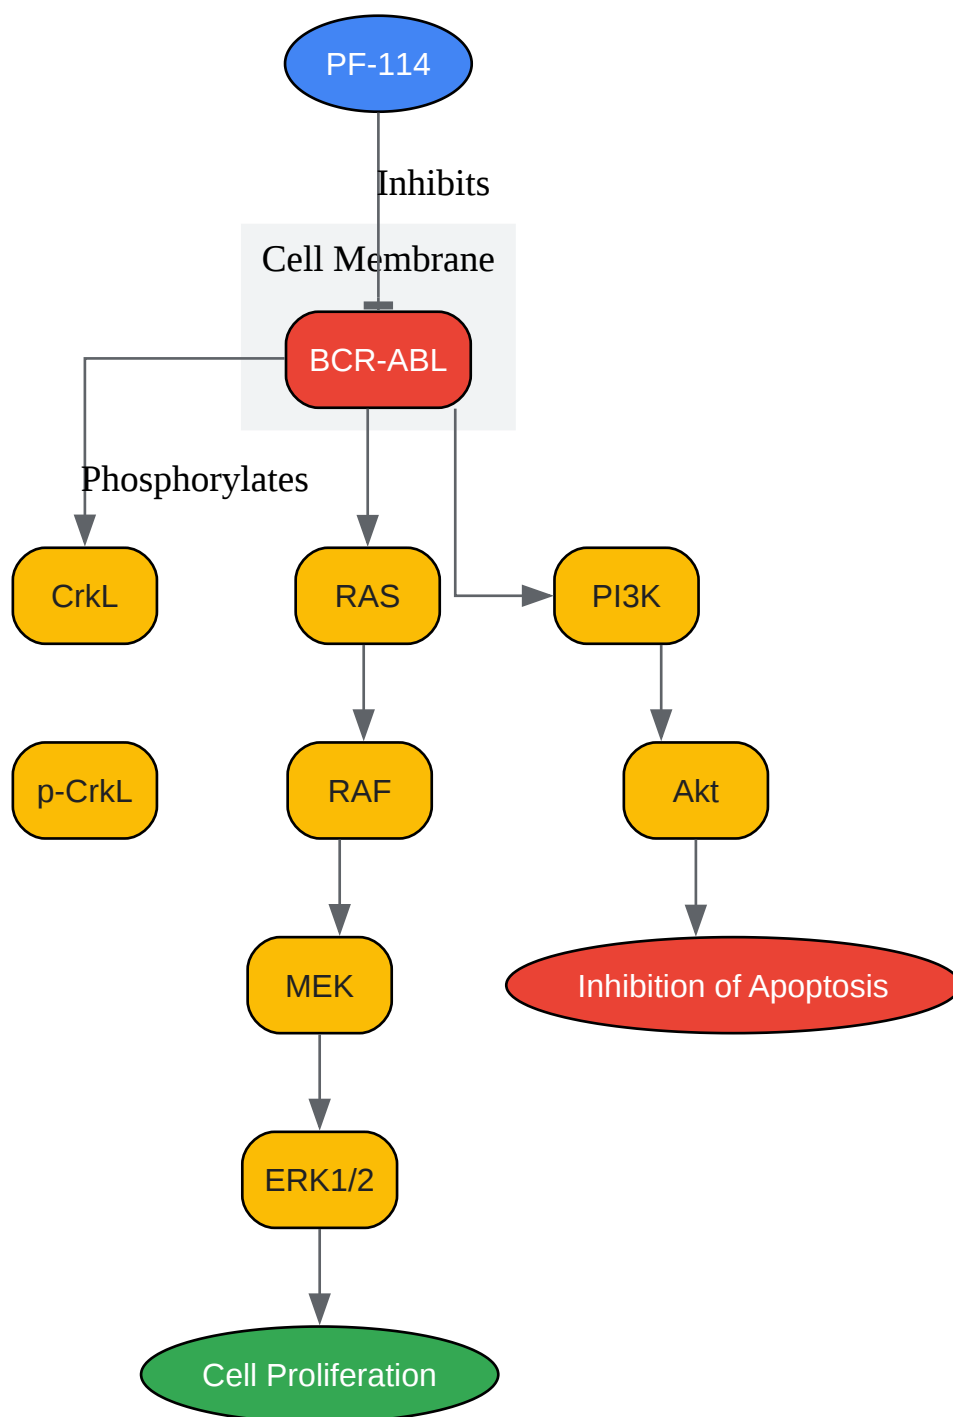 PF-114
Inhibits
Cell Membrane
BCR-ABL
Phosphorylates
CrkL
RAS
PI3K
p-CrkL
RAF
Akt
MEK
Inhibition of Apoptosis
ERK1/2
Cell Proliferation